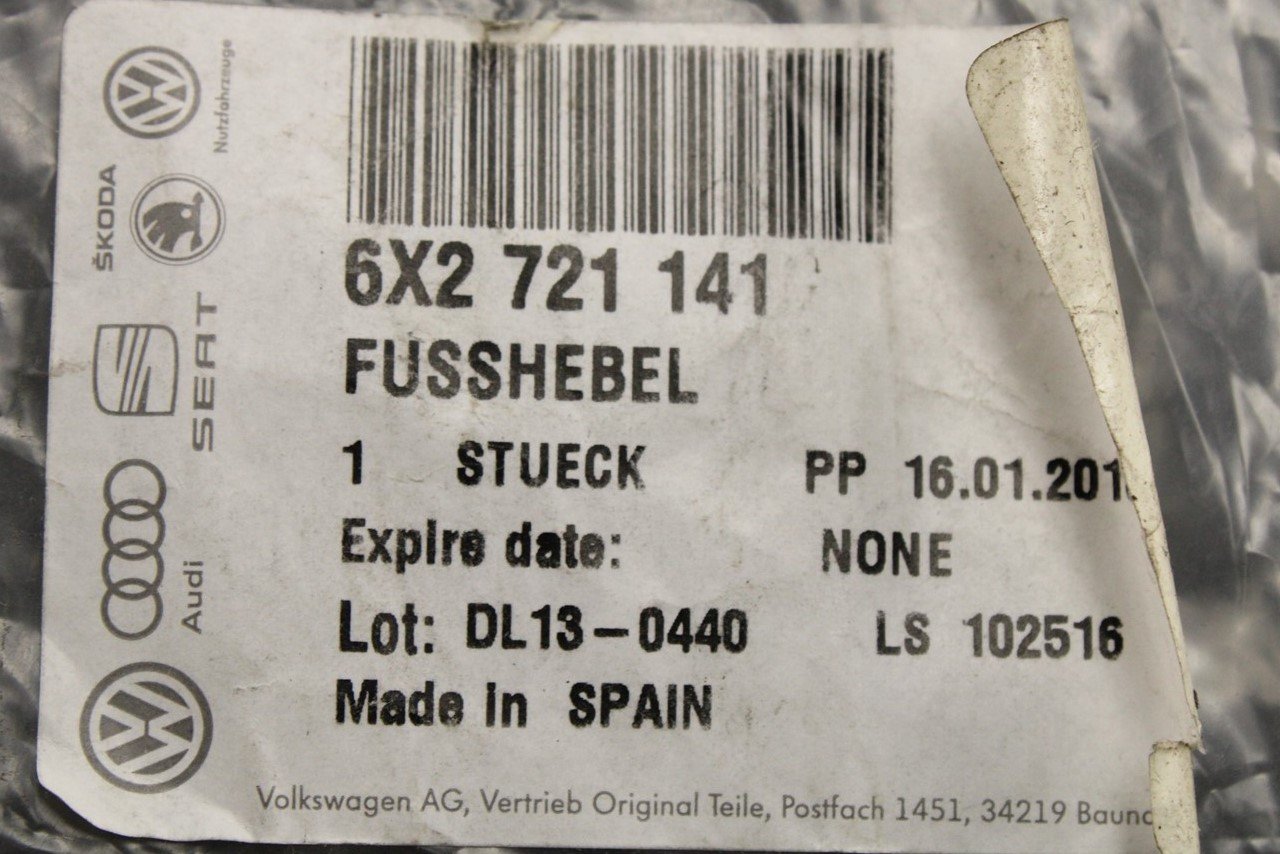 Nutzfahrzeuge
ŠKODA
SEAT
Audi
6X2 721 141
FUSSHEBEL
1 STUECK PP 16.01.201
Expire date: NONE
Lot: DL13-0440 LS 102516
Made in SPAIN
Volkswagen AG, Vertrieb Original Teile, Postfach 1451, 34219 Baun